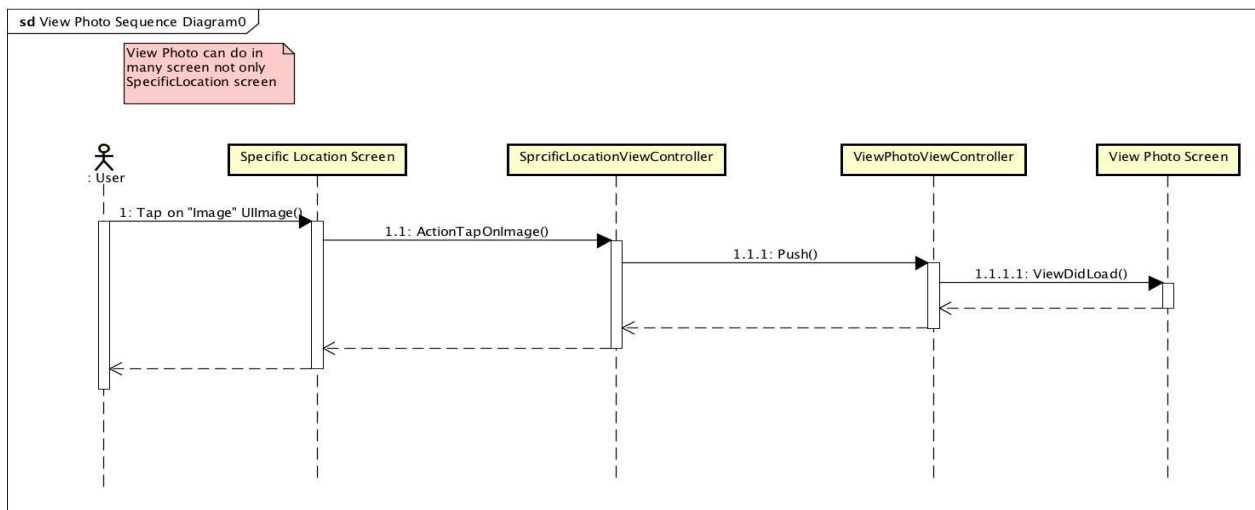 sd View Photo Sequence Diagram0
View Photo can do in
many screen not only
SpecificLocation screen
: User
Specific Location Screen
SprcificLocationViewController
ViewPhotoViewController
View Photo Screen
1: Tap on "Image" UIImage()
1.1: ActionTapOnImage()
1.1.1: Push()
1.1.1.1: ViewDidLoad()